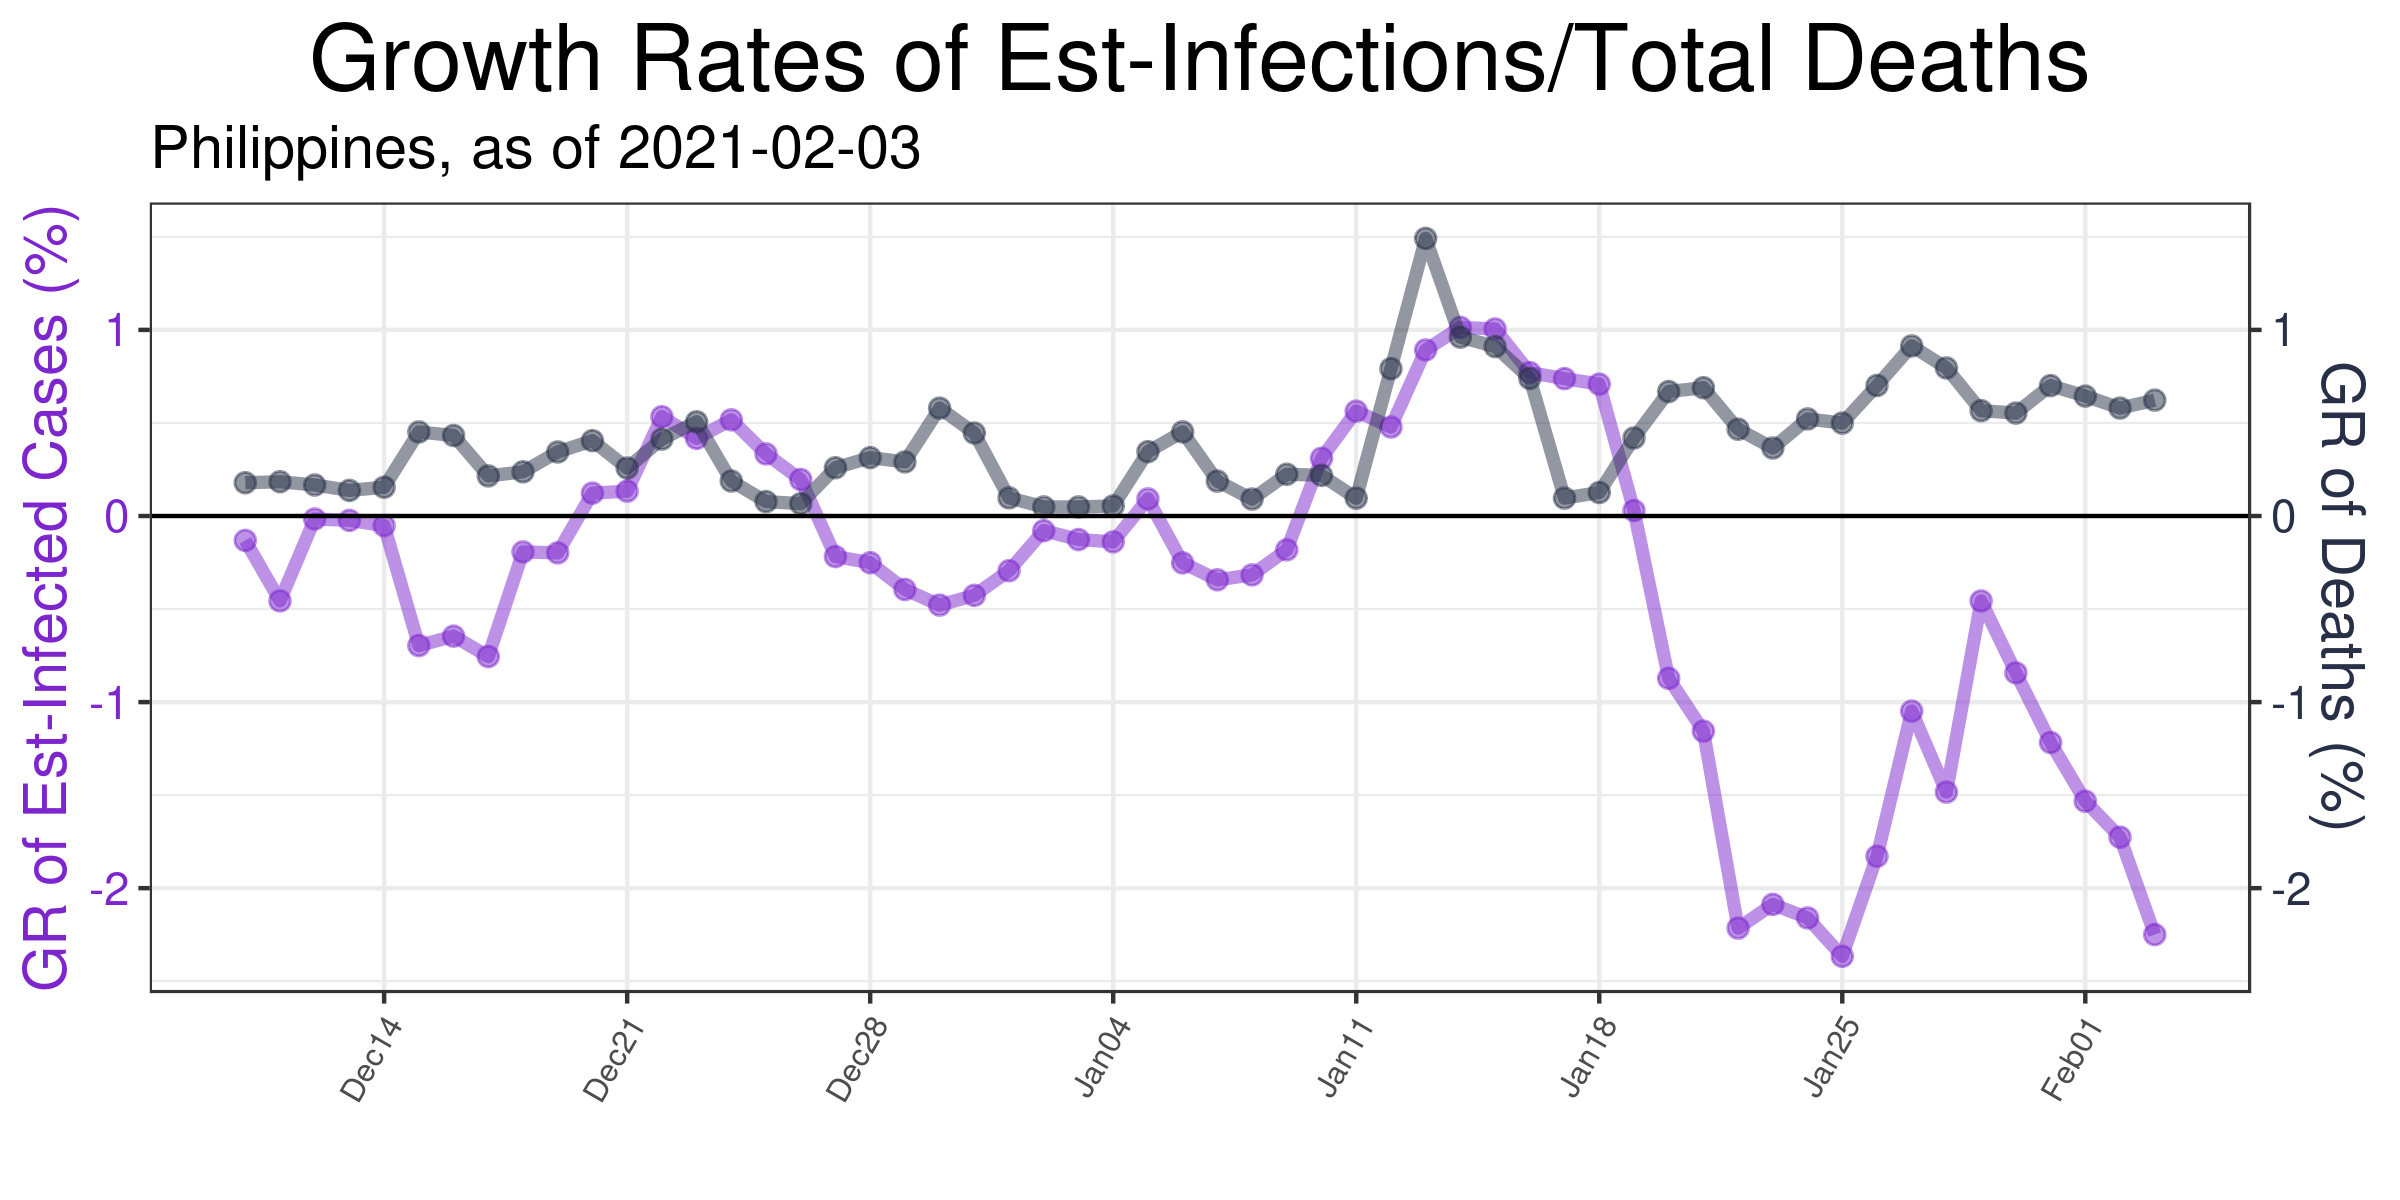 Growth Rates of Est-Infections/Total Deaths
Philippines, as of 2021-02-03
GR of Est-Infected Cases (%)
1
0
-1
-2
1
0
-1
-2
GR of Deaths (%)
Dec14
Dec21
Dec28
Jan04
Jan11
Jan18
Jan25
Feb01